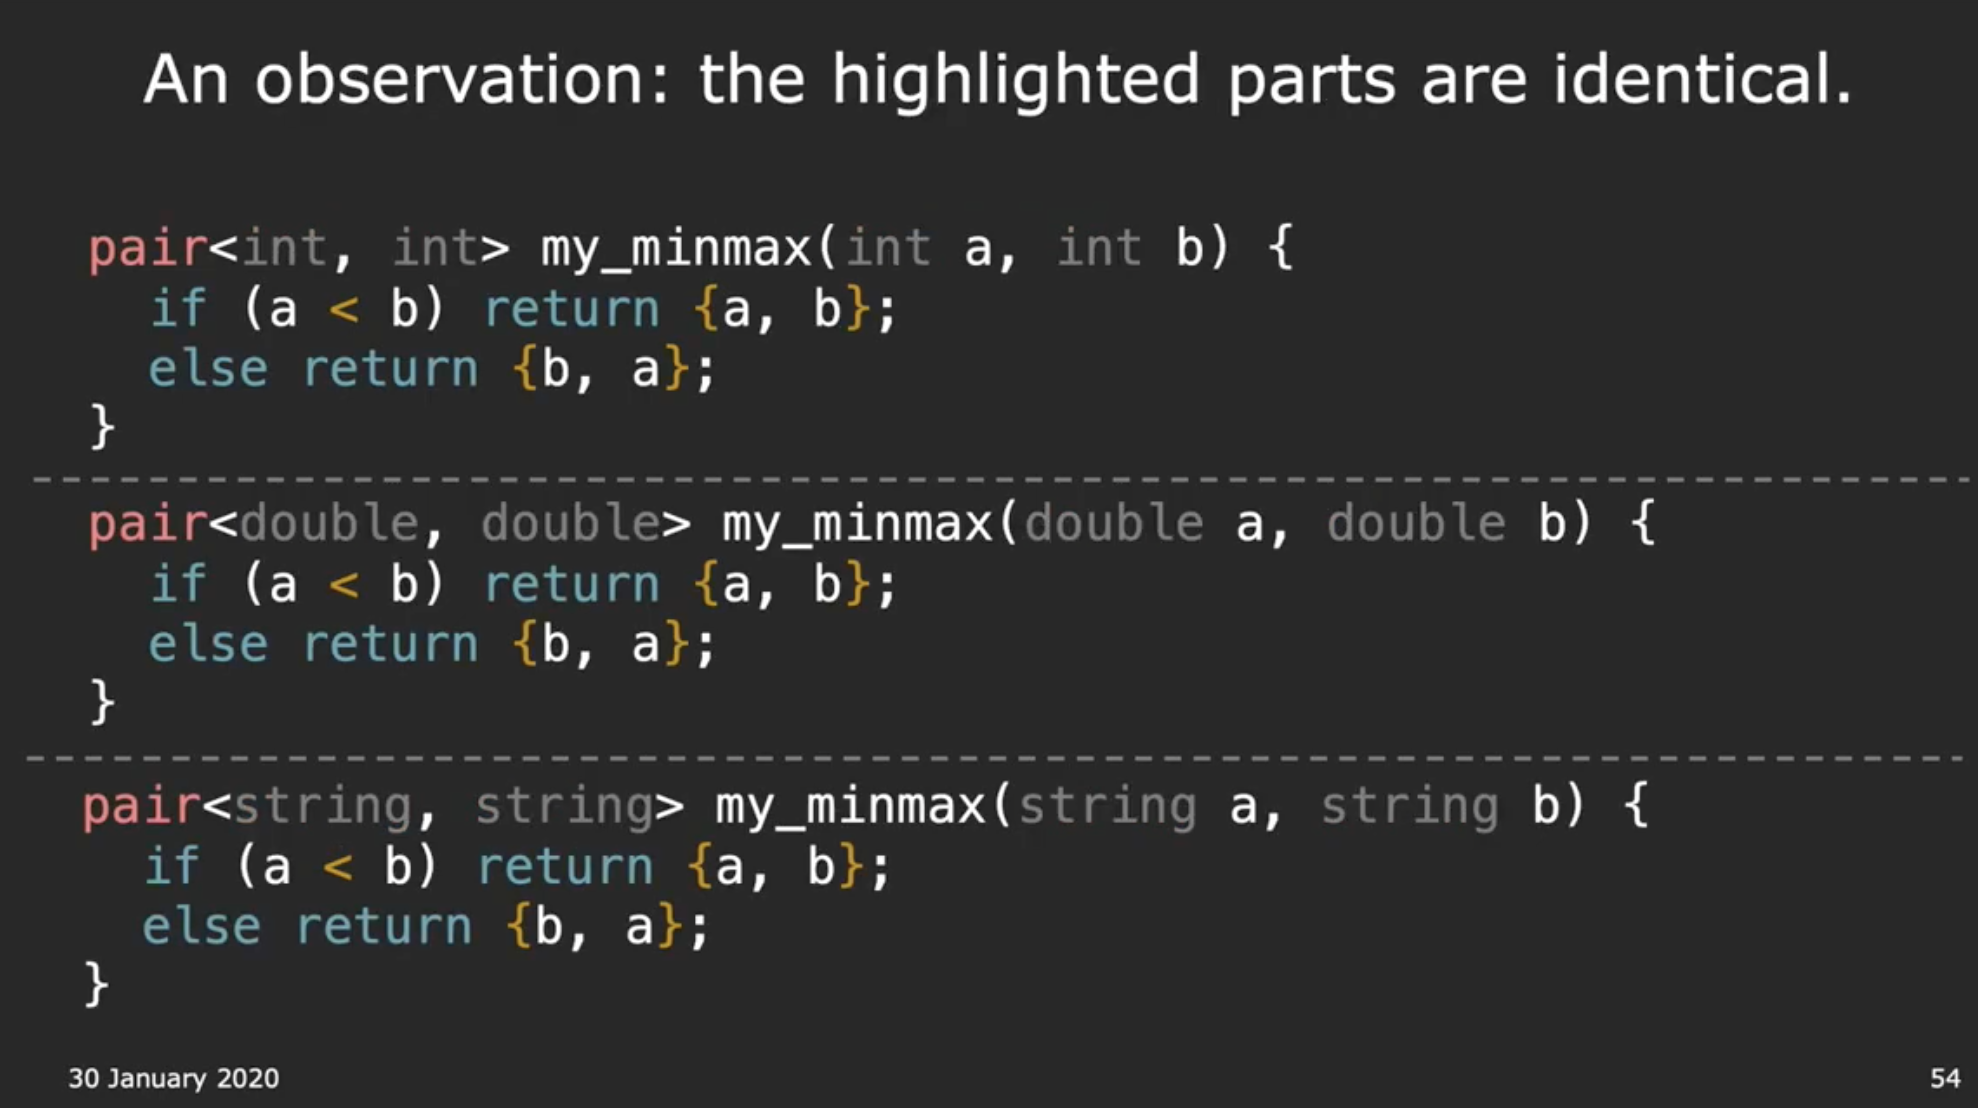 An observation: the highlighted parts are identical.
pair<int, int> my_minmax(int a, int b) {
if (a < b) return {a, b};
else return {b, a};
}
pair<double, double> my_minmax(double a, double b) {
if (a < b) return {a, b};
else return {b, a};
}
pair<string, string> my_minmax(string a, string b) {
if (a < b) return {a, b};
else return {b, a};
}
30 January 2020
54